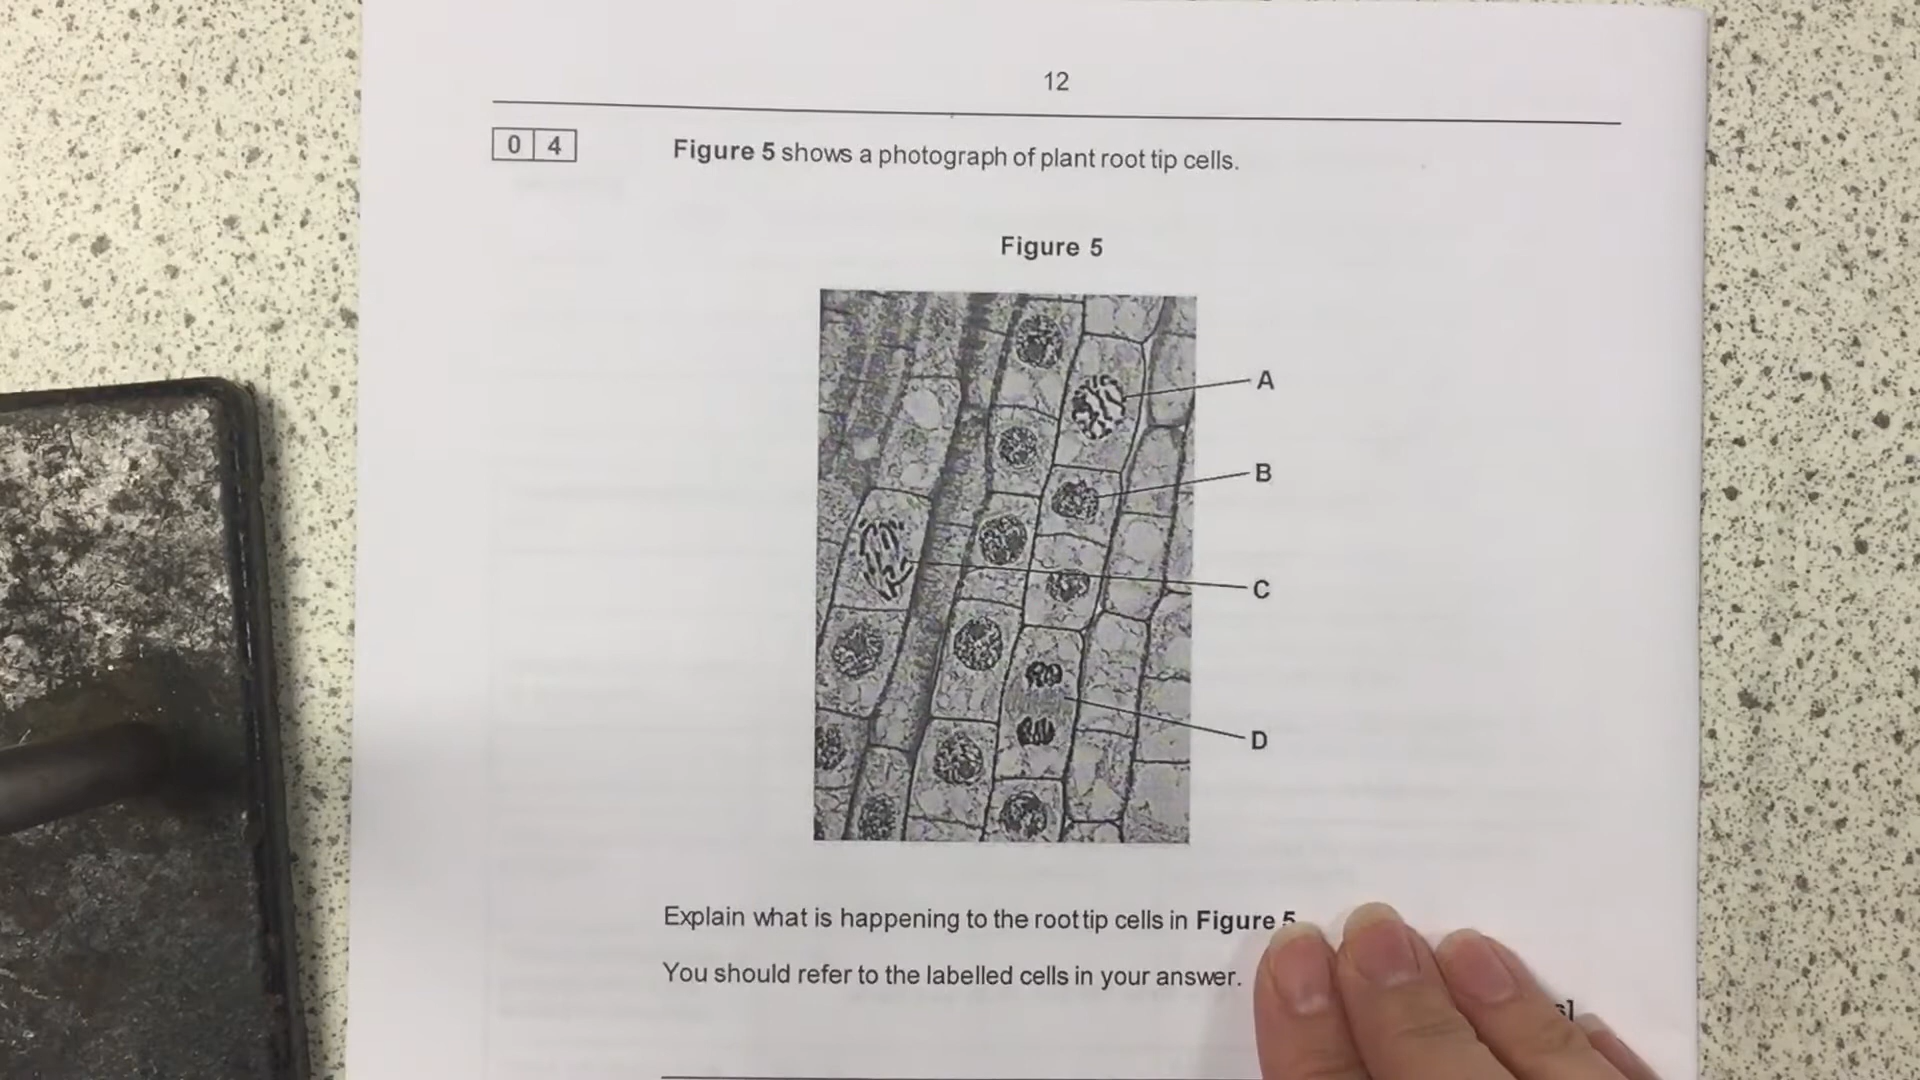 12
0 4
Figure 5 shows a photograph of plant root tip cells.
Figure 5
A
B
C
D
Explain what is happening to the root tip cells in Figure 5
You should refer to the labelled cells in your answer.
s]